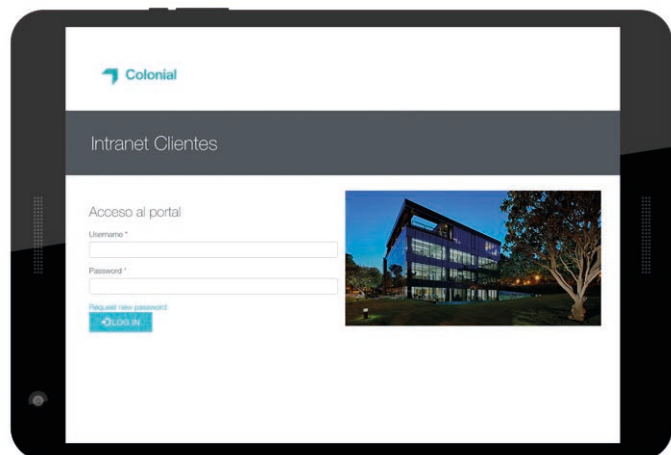 Colonial
Intranet Clientes
Acceso al portal
Username *
Password *
Request new password
LOG IN